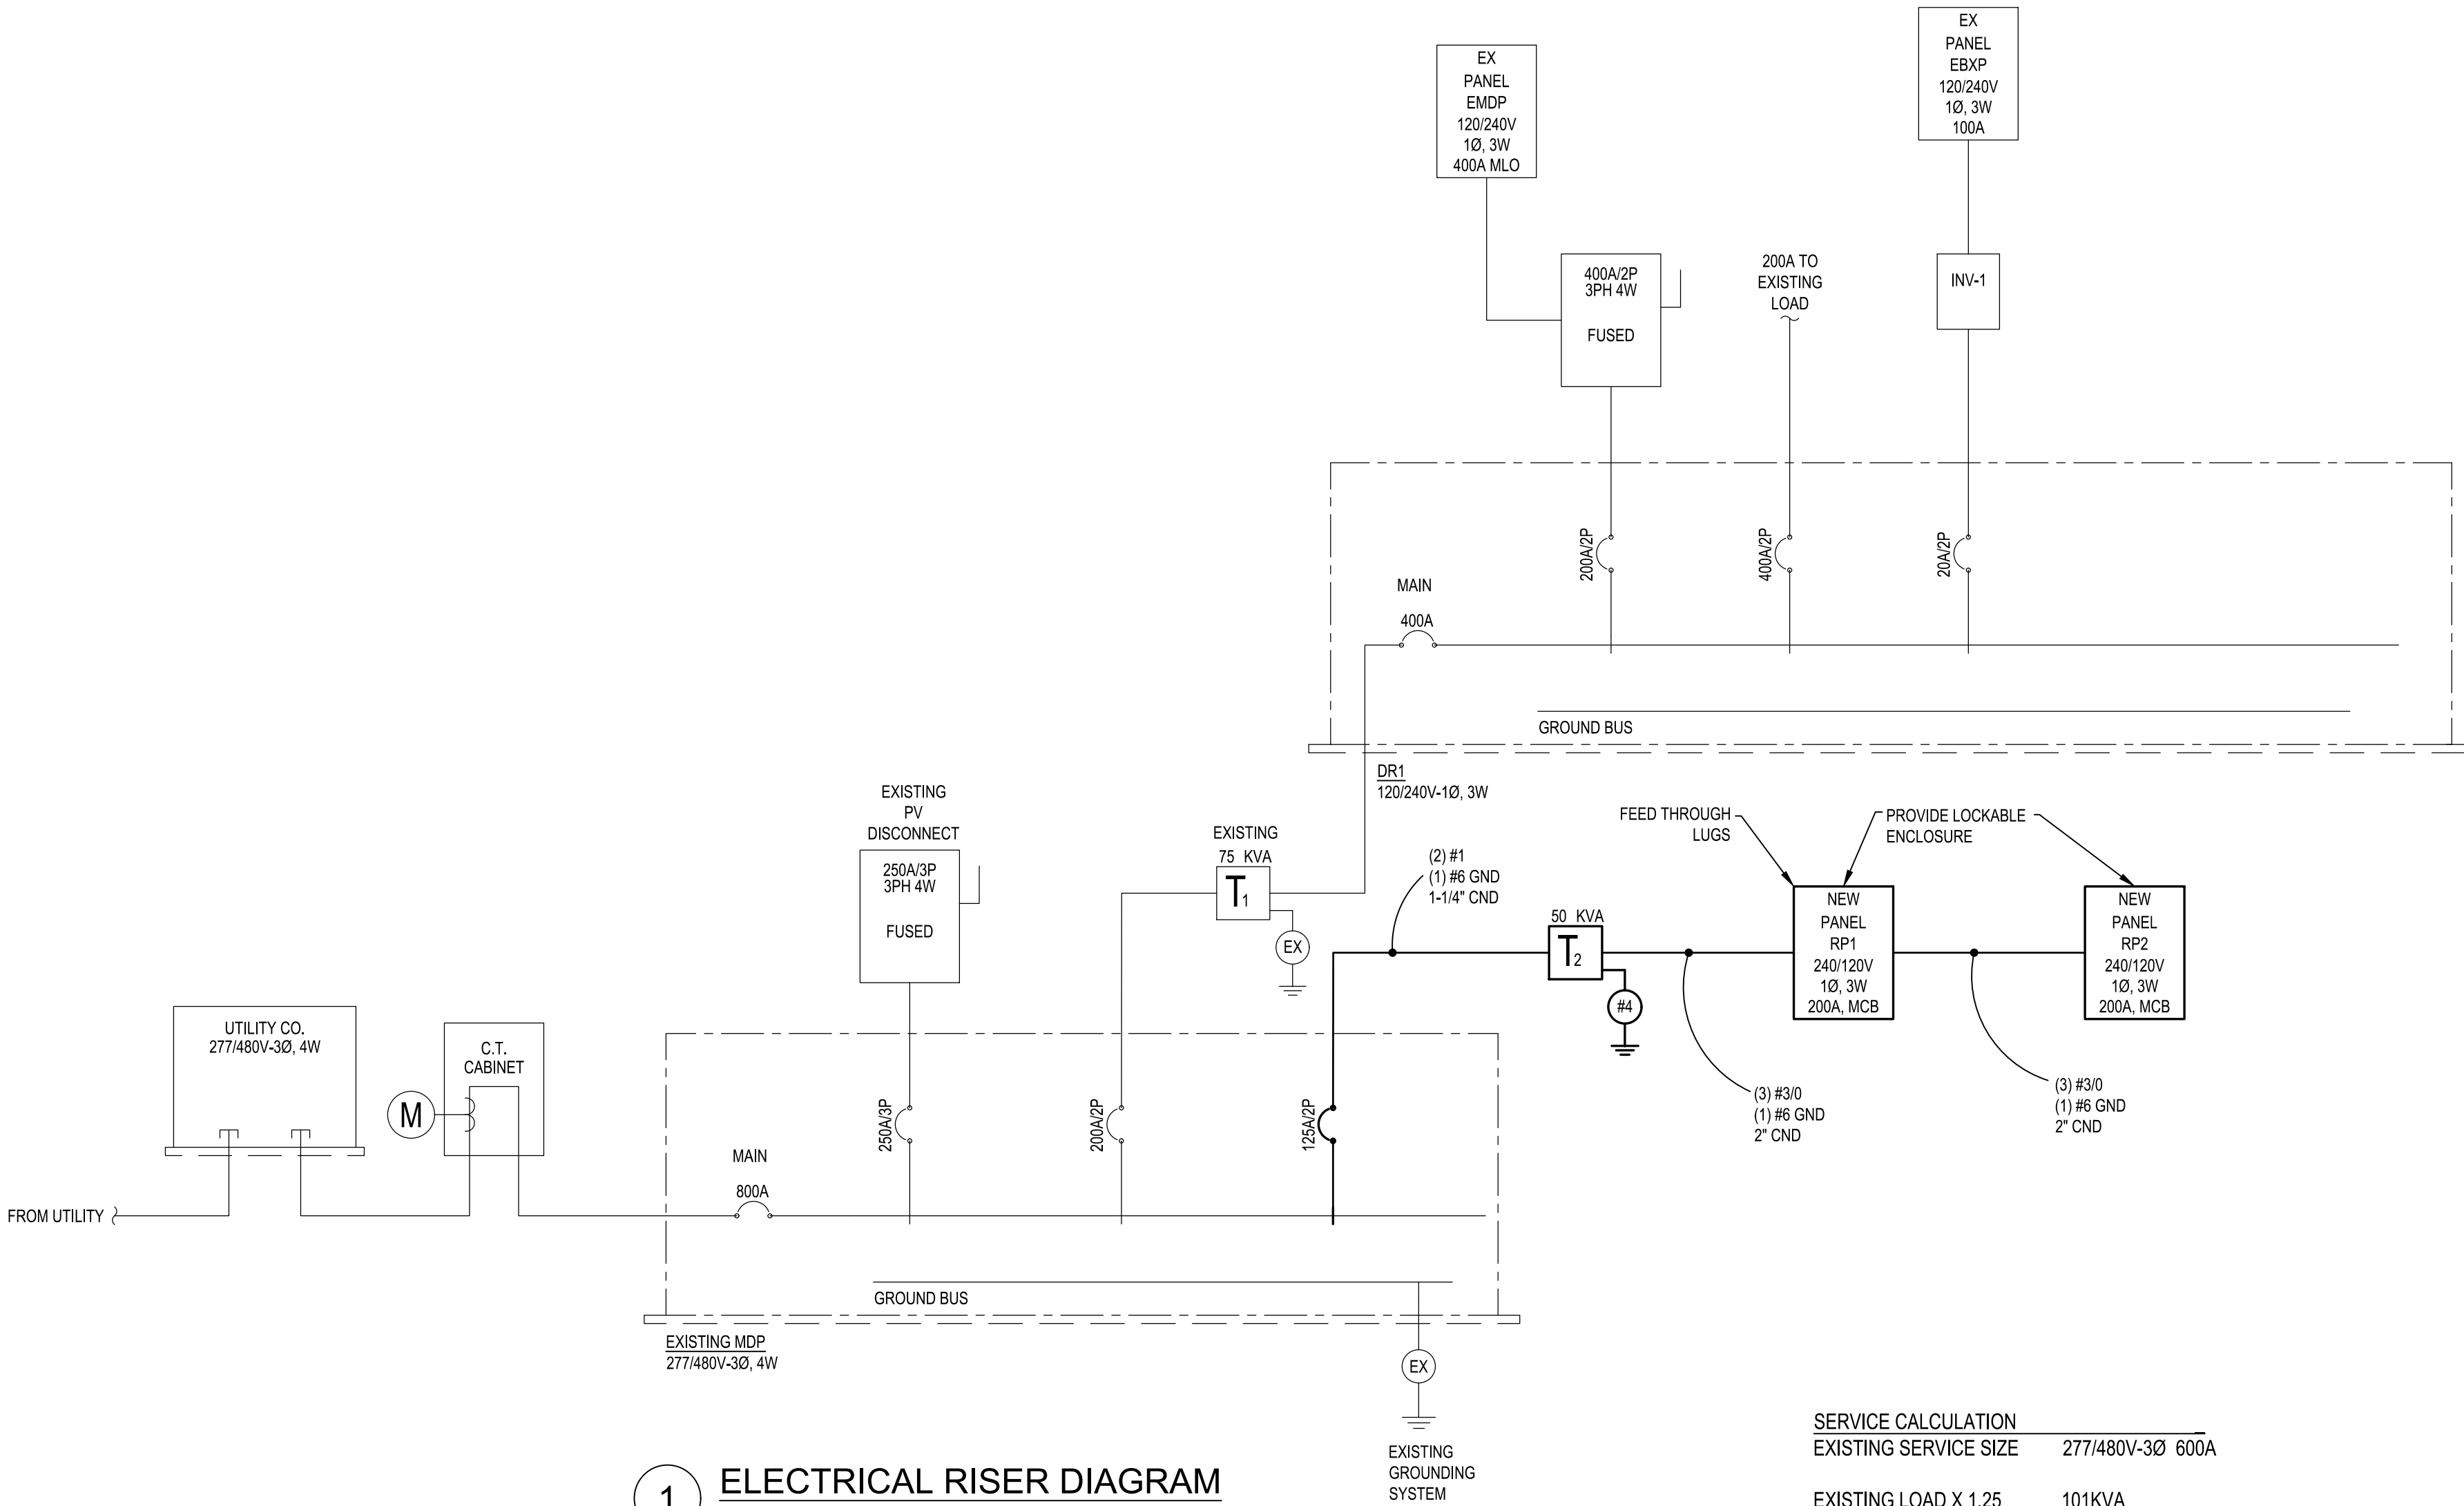 EX
PANEL
EMDP
120/240V
1Ø, 3W
400A MLO
EX
PANEL
EBXP
120/240V
1Ø, 3W
100A
400A/2P
3PH 4W
FUSED
200A TO
EXISTING
LOAD
INV-1
200A/2P
400A/2P
20A/2P
MAIN
400A
GROUND BUS
DR1
120/240V-1Ø, 3W
EXISTING
PV
DISCONNECT
250A/3P
3PH 4W
FUSED
EXISTING
75 KVA
T1
EX
(2) #1
(1) #6 GND
1-1/4" CND
50 KVA
T2
#4
FEED THROUGH
LUGS
PROVIDE LOCKABLE
ENCLOSURE
NEW
PANEL
RP1
240/120V
1Ø, 3W
200A, MCB
NEW
PANEL
RP2
240/120V
1Ø, 3W
200A, MCB
(3) #3/0
(1) #6 GND
2" CND
(3) #3/0
(1) #6 GND
2" CND
UTILITY CO.
277/480V-3Ø, 4W
C.T.
CABINET
M
FROM UTILITY
MAIN
800A
250A/3P
200A/2P
125A/2P
GROUND BUS
EXISTING MDP
277/480V-3Ø, 4W
EX
EXISTING
GROUNDING
SYSTEM
1
ELECTRICAL RISER DIAGRAM
SERVICE CALCULATION
EXISTING SERVICE SIZE 277/480V-3Ø 600A
EXISTING LOAD X 1.25 101KVA